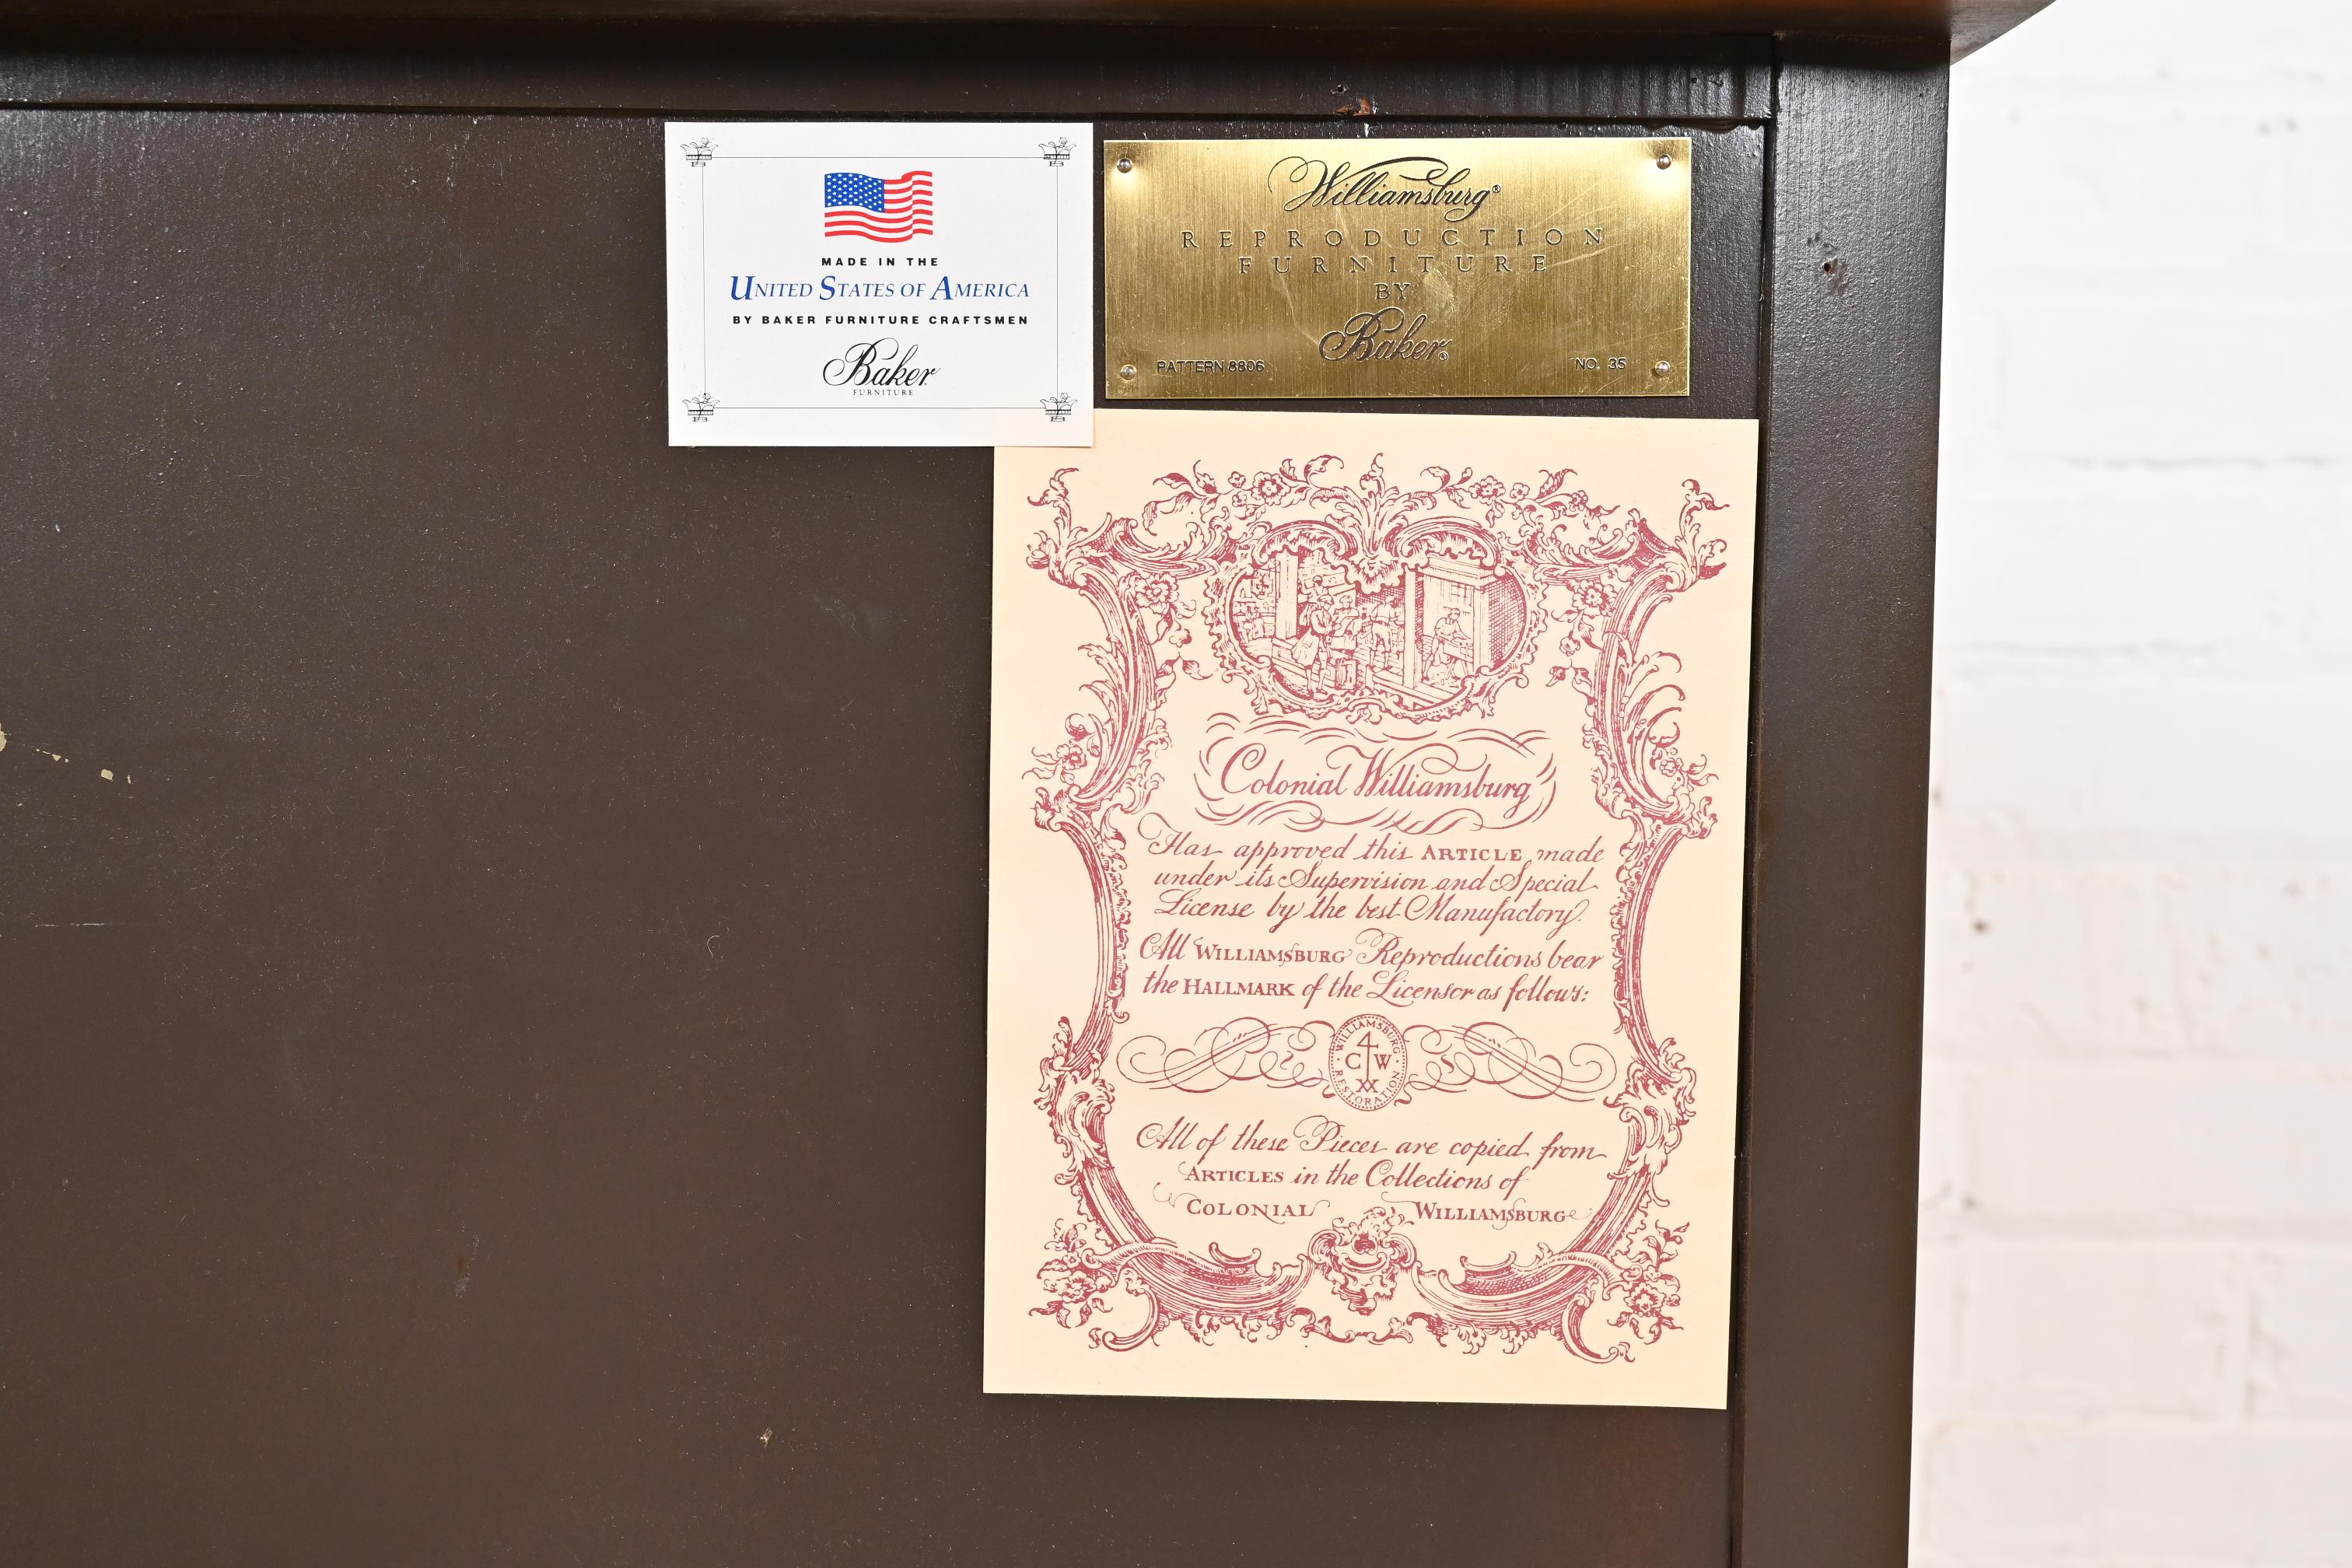 MADE IN THE
UNITED STATES OF AMERICA
BY BAKER FURNITURE CRAFTSMEN
Baker
FURNITURE
Williamsburg®
REPRODUCTION
FURNITURE
BY
Baker®
PATTERN 8806 NO. 35
Colonial Williamsburg
Has approved this ARTICLE made
under its Supervision and Special
License by the best Manufactory.
All WILLIAMSBURG Reproductions bear
the HALLMARK of the Licensor as follows:
WILLIAMSBURG
C W
RESTORATION
All of these Pieces are copied from
ARTICLES in the Collections of
COLONIAL WILLIAMSBURG